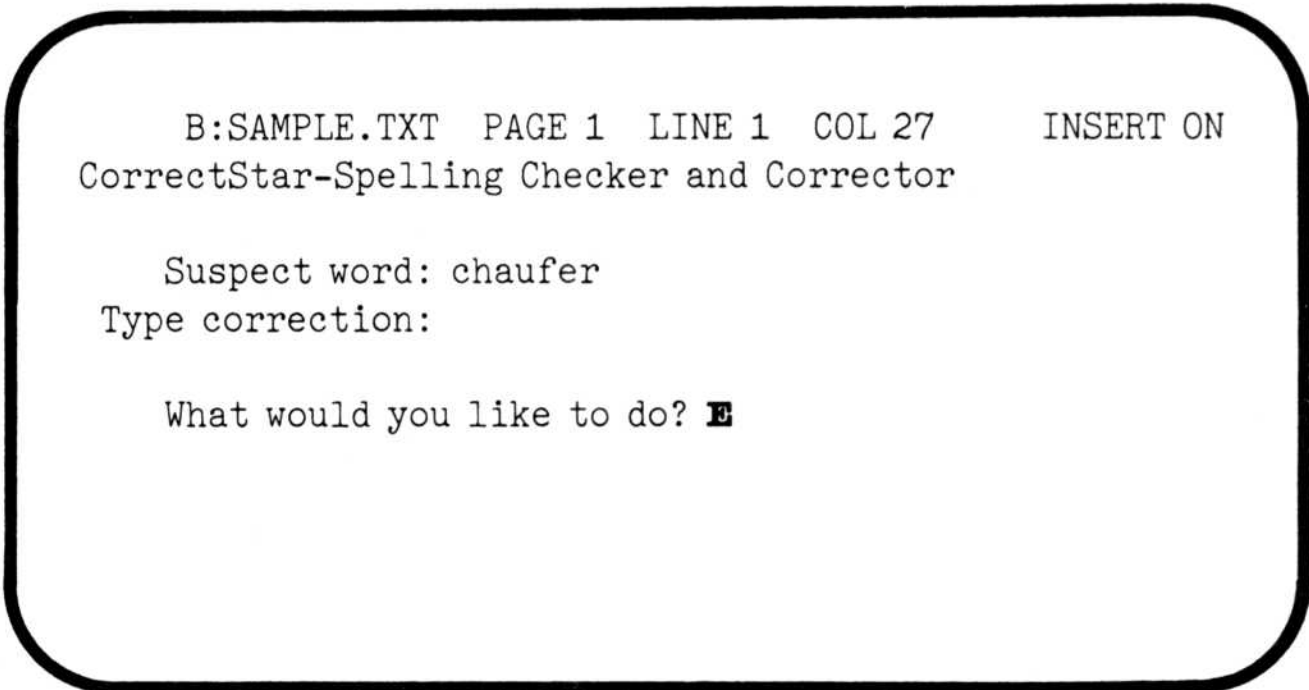 B:SAMPLE.TXT PAGE 1 LINE 1 COL 27 INSERT ON
CorrectStar-Spelling Checker and Corrector
Suspect word: chaufer
Type correction:
What would you like to do? E